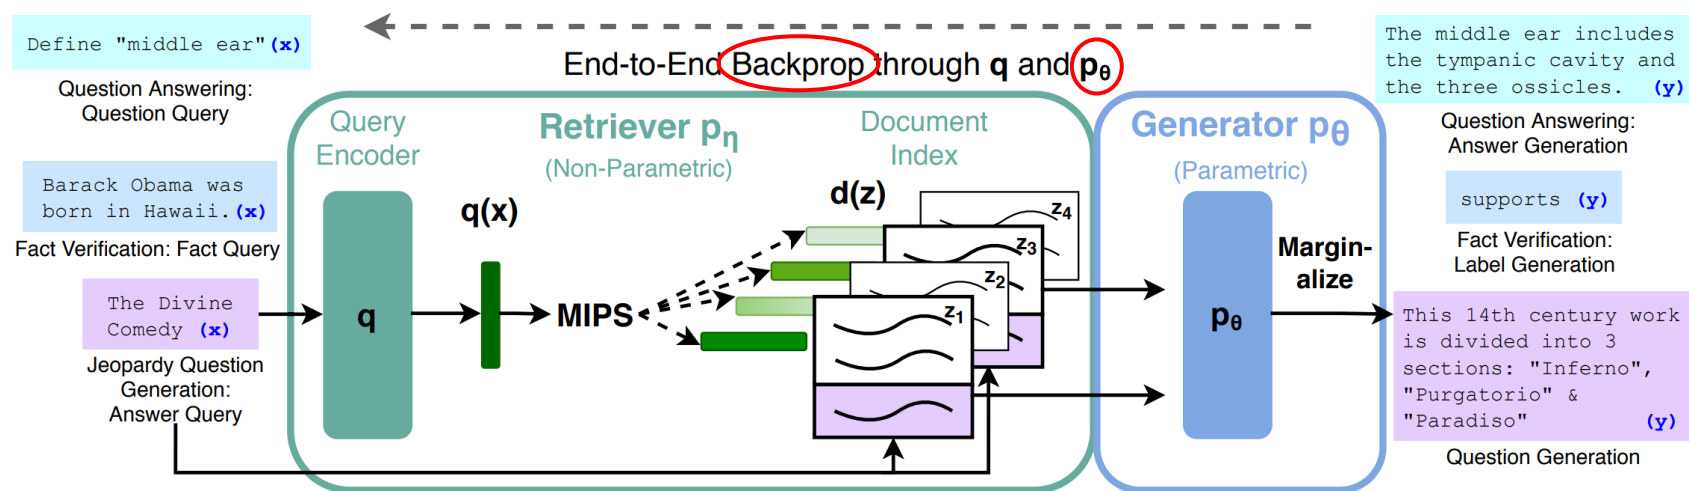 Define "middle ear"(x)
Question Answering:
Question Query
Barack Obama was
born in Hawaii.(x)
Fact Verification: Fact Query
The Divine
Comedy (x)
Jeopardy Question
Generation:
Answer Query
End-to-End Backprop through q and pθ
Query
Encoder
Retriever pη
(Non-Parametric)
Document
Index
q
q(x)
MIPS
d(z)
z4
z3
z2
z1
Generator pθ
(Parametric)
pθ
Margin-
alize
The middle ear includes
the tympanic cavity and
the three ossicles. (y)
Question Answering:
Answer Generation
supports (y)
Fact Verification:
Label Generation
This 14th century work
is divided into 3
sections: "Inferno",
"Purgatorio" &
"Paradiso" (y)
Question Generation